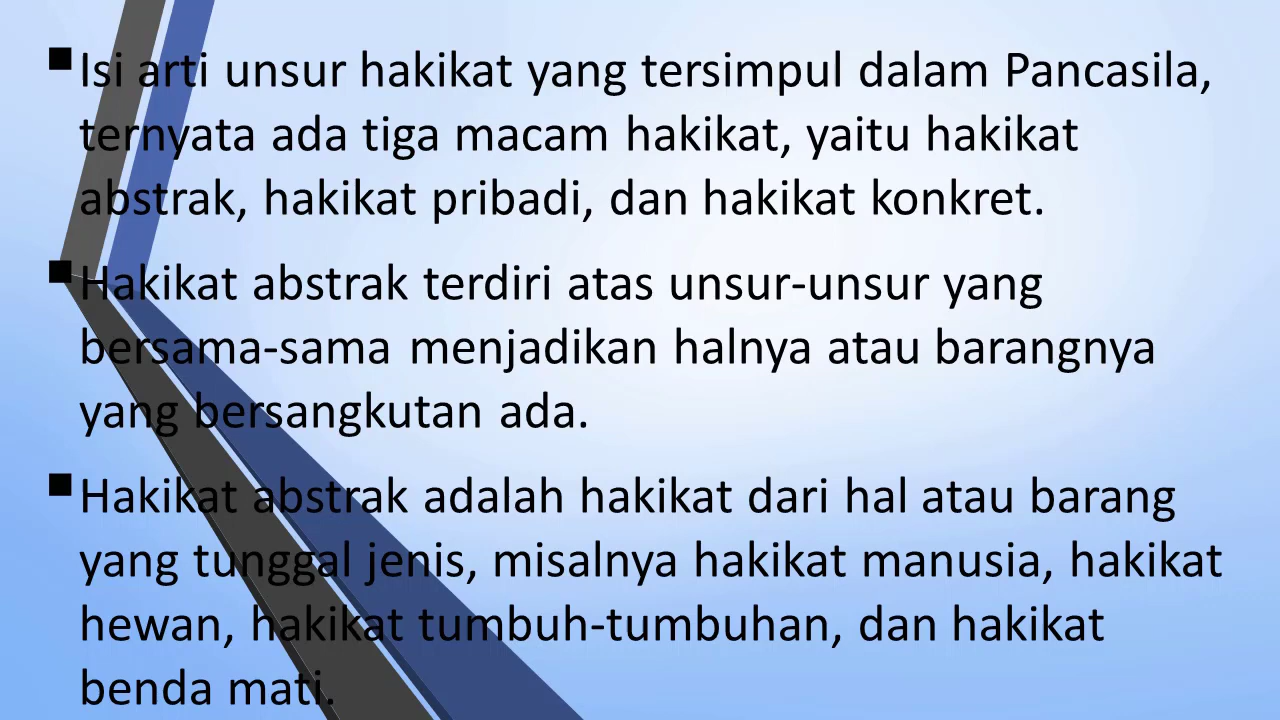 ▪Isi arti unsur hakikat yang tersimpul dalam Pancasila,
ternyata ada tiga macam hakikat, yaitu hakikat
abstrak, hakikat pribadi, dan hakikat konkret.
▪Hakikat abstrak terdiri atas unsur-unsur yang
bersama-sama menjadikan halnya atau barangnya
yang bersangkutan ada.
▪Hakikat abstrak adalah hakikat dari hal atau barang
yang tunggal jenis, misalnya hakikat manusia, hakikat
hewan, hakikat tumbuh-tumbuhan, dan hakikat
benda mati.